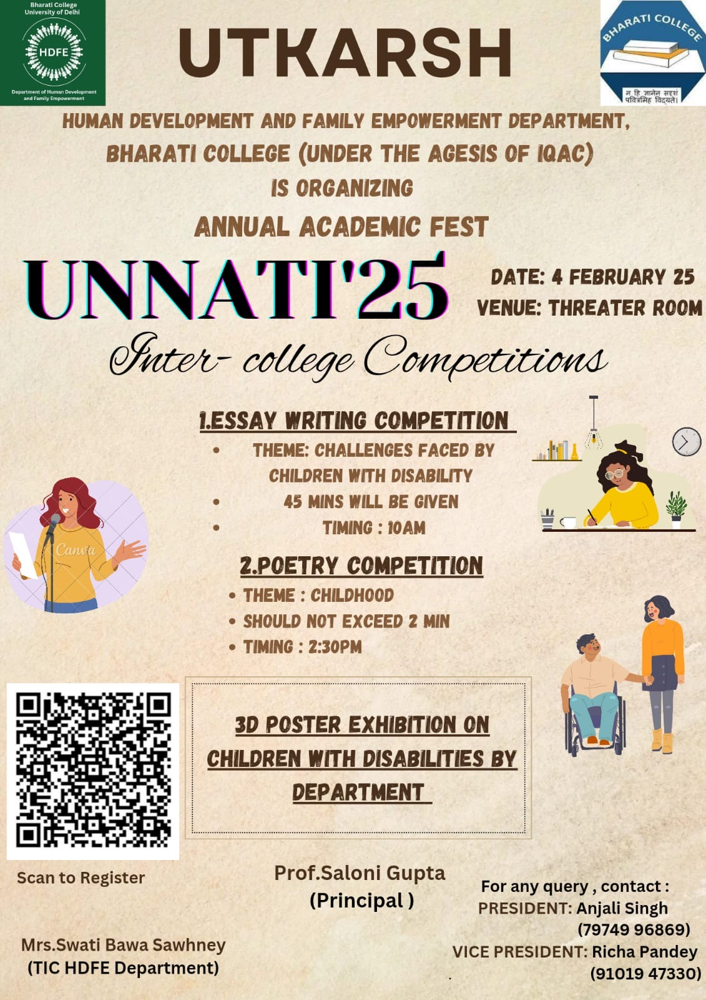 Bharati College
University of Delhi
HDFE
Department of Human Development
and Family Empowerment
UTKARSH
BHARATI COLLEGE
न हि ज्ञानेन सदृशं
पवित्रमिह विद्यते।
HUMAN DEVELOPMENT AND FAMILY EMPOWERMENT DEPARTMENT,
BHARATI COLLEGE (UNDER THE AGESIS OF IQAC)
IS ORGANIZING
ANNUAL ACADEMIC FEST
UNNATI'25
DATE: 4 FEBRUARY 25
VENUE: THREATER ROOM
Inter- college Competitions
1.ESSAY WRITING COMPETITION
• THEME: CHALLENGES FACED BY
CHILDREN WITH DISABILITY
• 45 MINS WILL BE GIVEN
• TIMING : 10AM
Canva
2.POETRY COMPETITION
• THEME : CHILDHOOD
• SHOULD NOT EXCEED 2 MIN
• TIMING : 2:30PM
3D POSTER EXHIBITION ON
CHILDREN WITH DISABILITIES BY
DEPARTMENT
Scan to Register
Prof.Saloni Gupta
(Principal )
Mrs.Swati Bawa Sawhney
(TIC HDFE Department)
For any query , contact :
PRESIDENT: Anjali Singh
(79749 96869)
VICE PRESIDENT: Richa Pandey
(91019 47330)